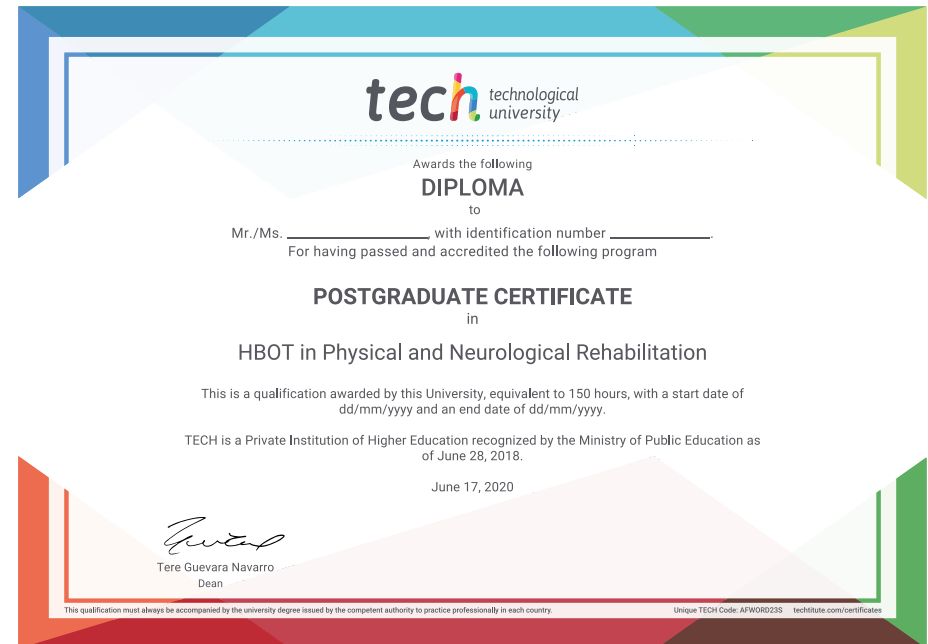 tech technological
university
Awards the following
DIPLOMA
to
Mr./Ms. ____________________, with identification number ______________.
For having passed and accredited the following program
POSTGRADUATE CERTIFICATE
in
HBOT in Physical and Neurological Rehabilitation
This is a qualification awarded by this University, equivalent to 150 hours, with a start date of
dd/mm/yyyy and an end date of dd/mm/yyyy.
TECH is a Private Institution of Higher Education recognized by the Ministry of Public Education as
of June 28, 2018.
June 17, 2020
Tere Guevara Navarro
Dean
This qualification must always be accompanied by the university degree issued by the competent authority to practice professionally in each country.
Unique TECH Code: AFWORD23S techtitute.com/certificates